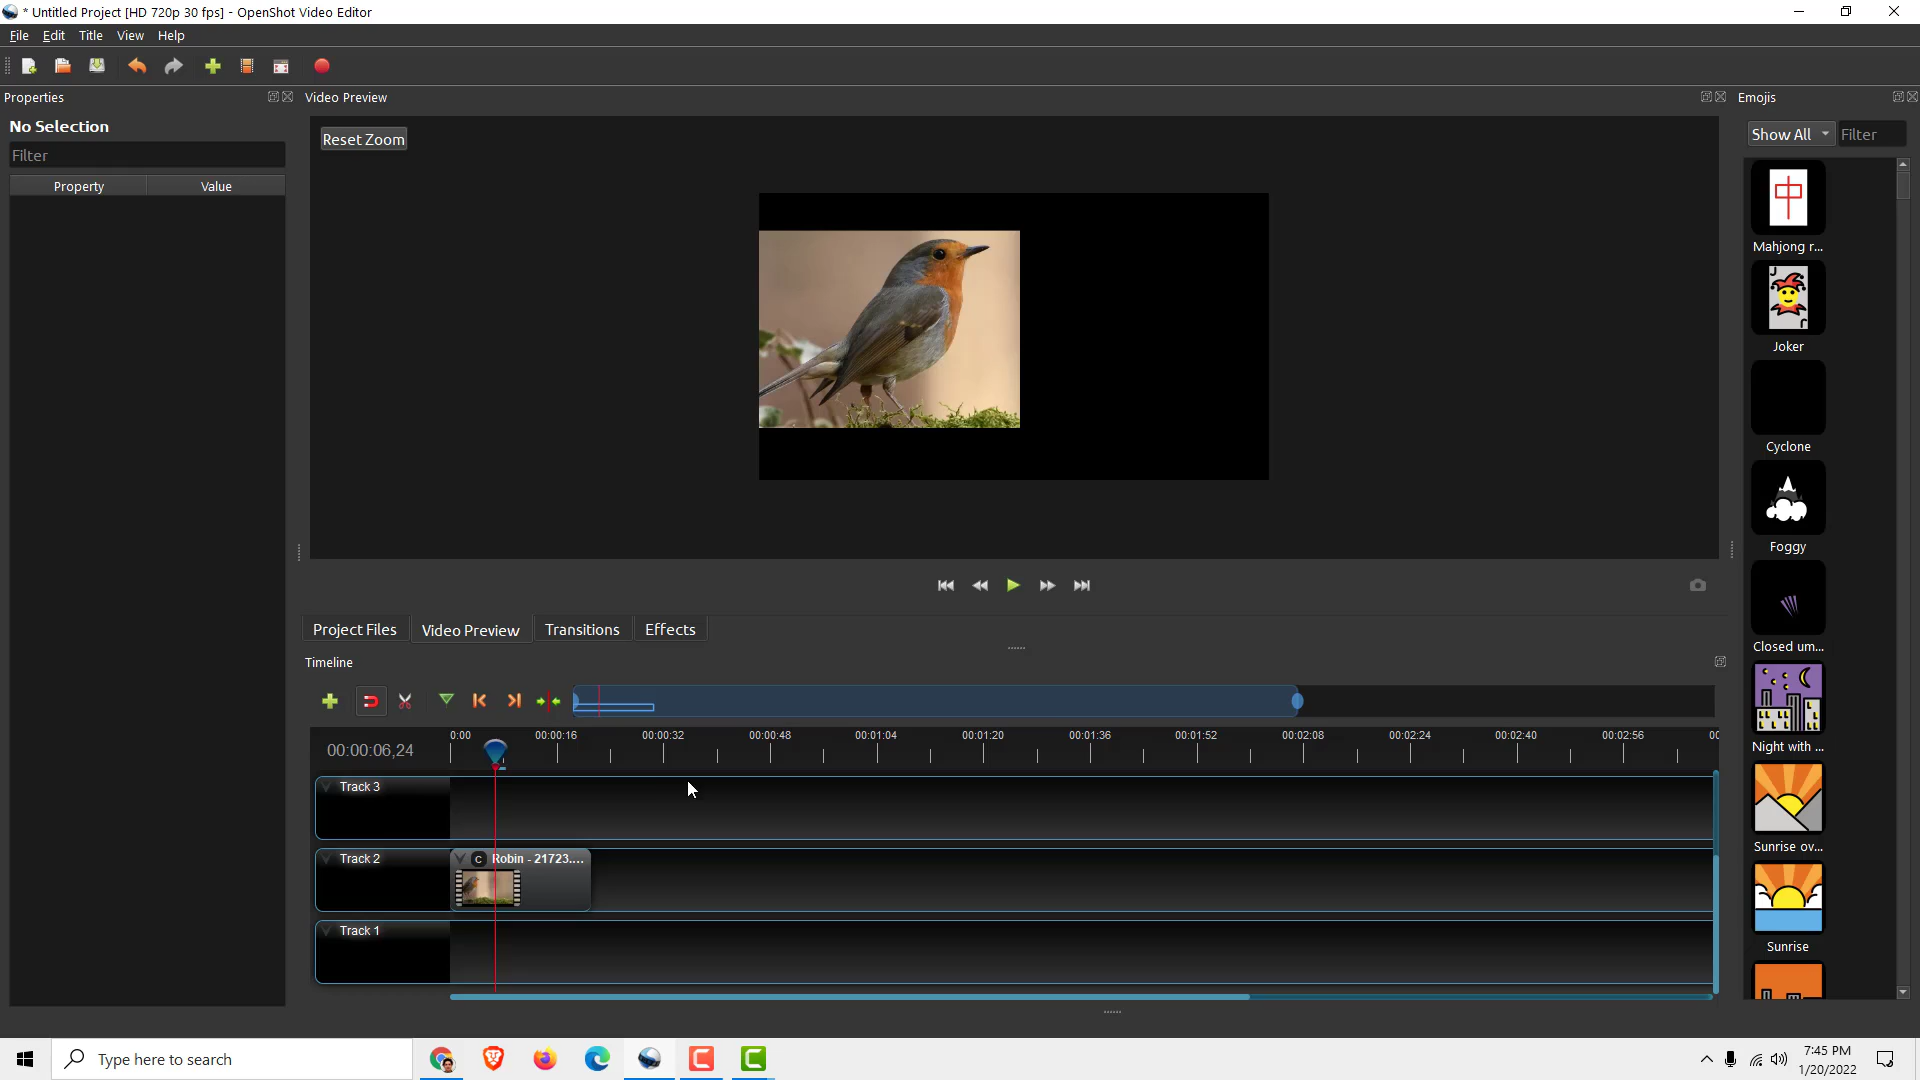 * Untitled Project [HD 720p 30 fps] - OpenShot Video Editor
File Edit Title View Help
Properties
Video Preview
Emojis
No Selection
Filter
Property Value
Reset Zoom
Show All
Filter
中
Mahjong r...
J
J
Joker
Cyclone
Foggy
Closed um...
Night with ...
Sunrise ov...
Sunrise
Project Files Video Preview Transitions Effects
Timeline
00:00:06,24
0:00 00:00:16 00:00:32 00:00:48 00:01:04 00:01:20 00:01:36 00:01:52 00:02:08 00:02:24 00:02:40 00:02:56 00
Track 3
Track 2
C Robin - 21723....
Track 1
Type here to search
7:45 PM
1/20/2022